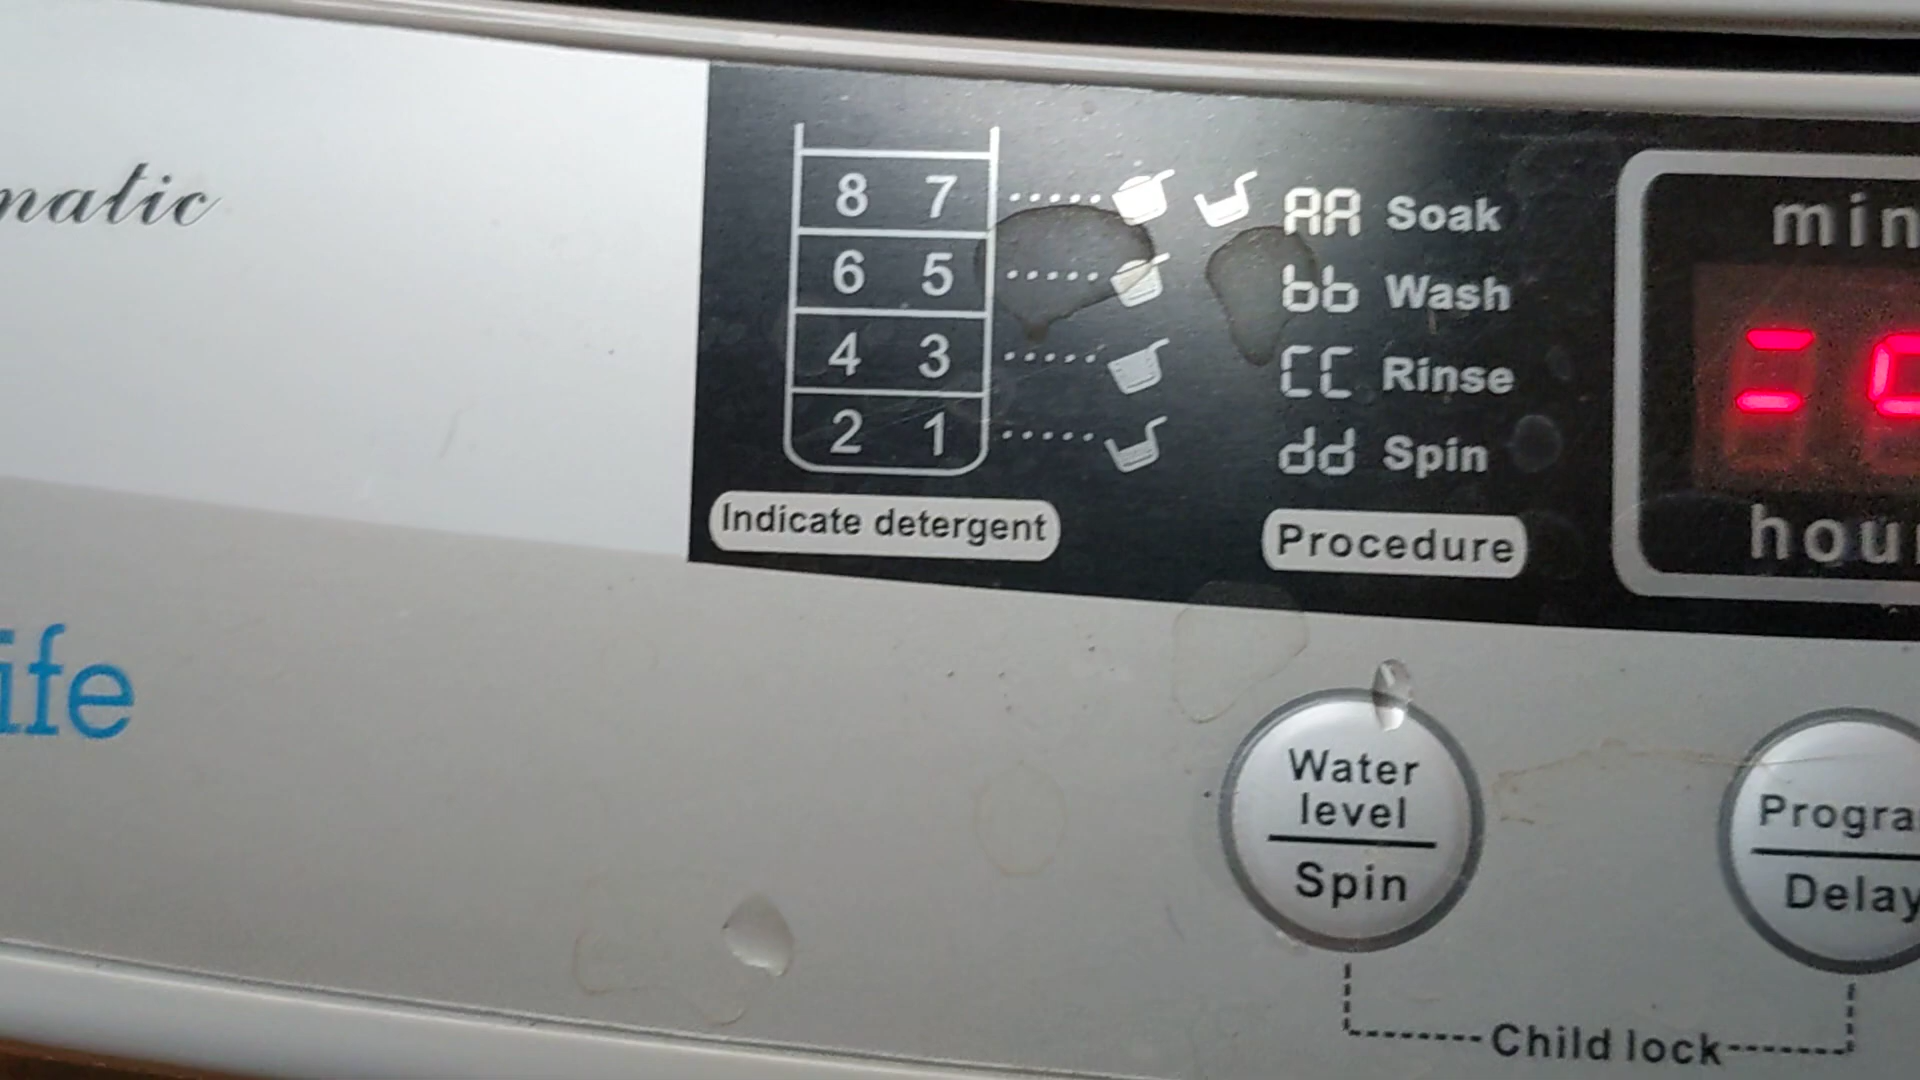 matic
ife
8 7
6 5
4 3
2 1
Indicate detergent
AA Soak
bb Wash
CC Rinse
dd Spin
Procedure
min
hour
Water
level
Spin
Progra
Delay
Child lock